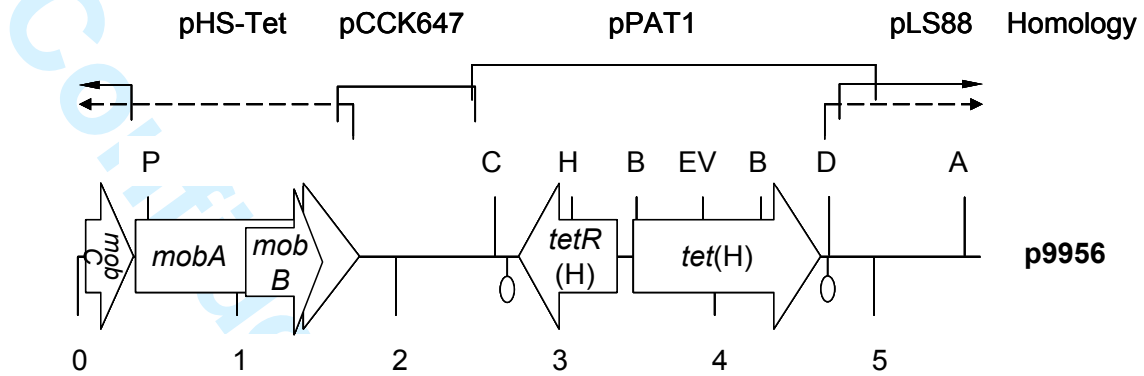 pHS-Tet pCCK647 pPAT1 pLS88 Homology
P C H B EV B D A
mob
C
mobA
mob
B
tetR
(H)
tet(H)
p9956
0 1 2 3 4 5